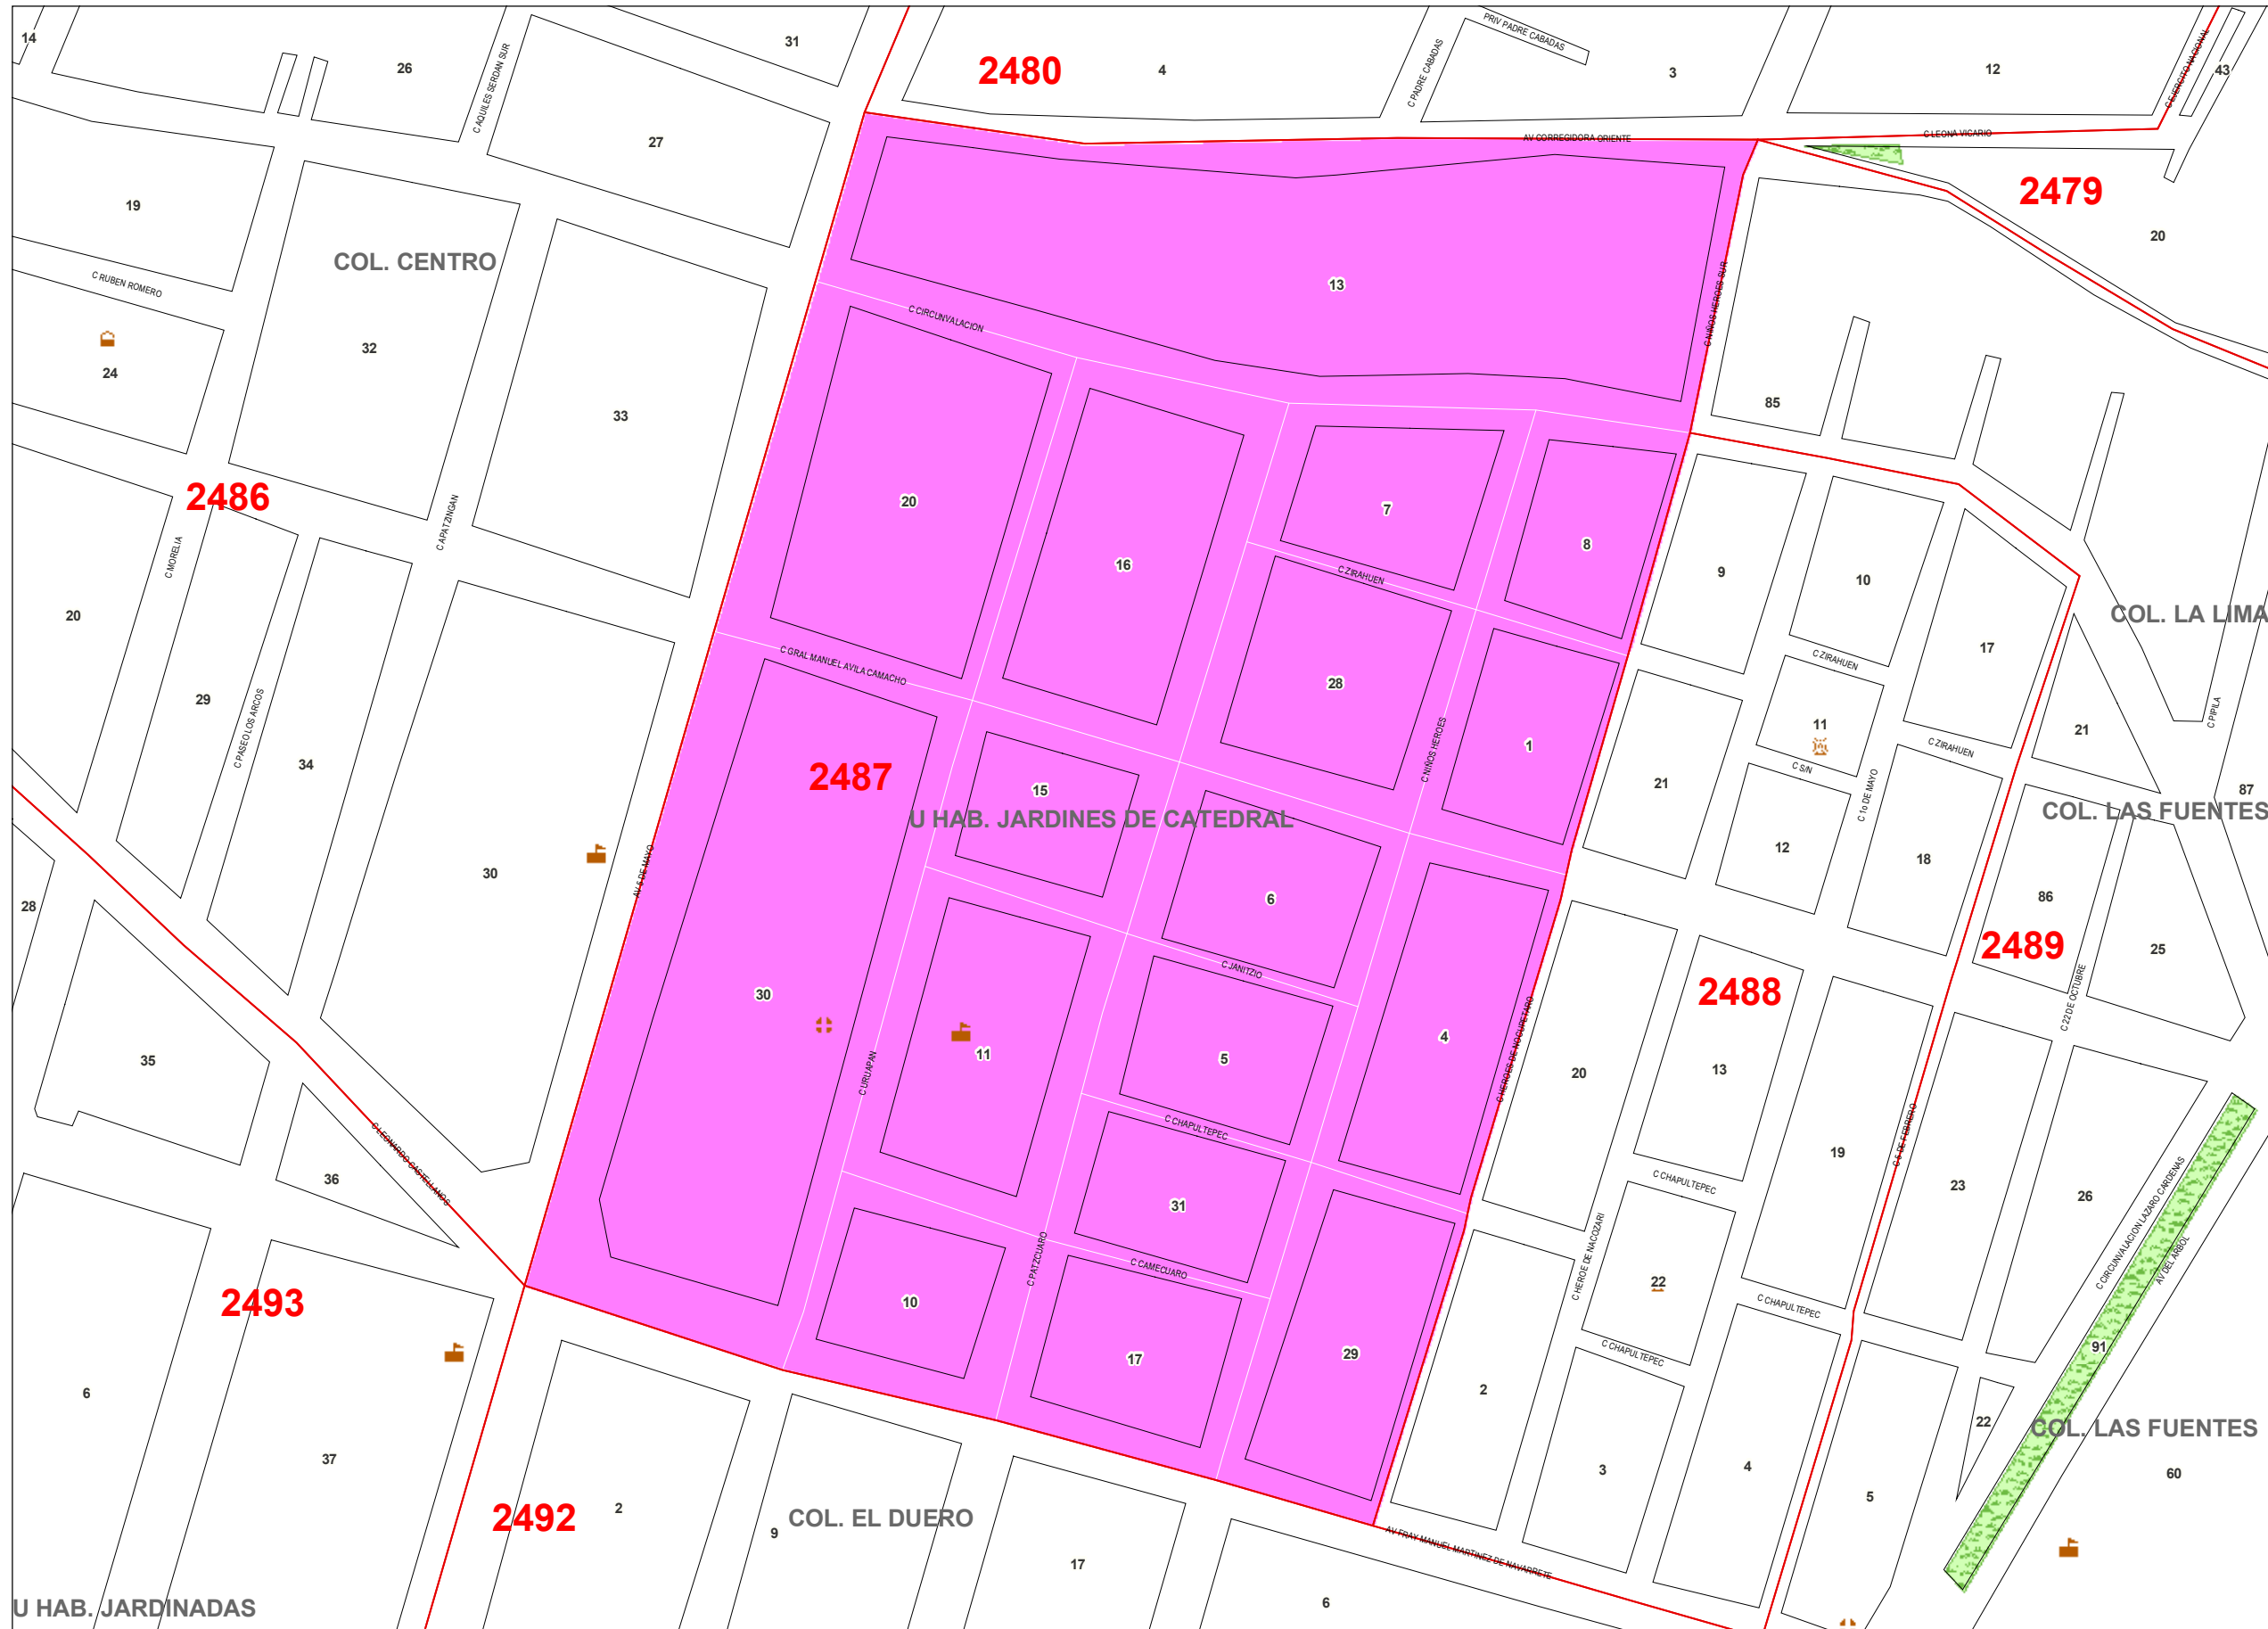 14
26
C AQUILES SERDAN SUR
31
2480
4
C PADRE CABADAS
PRIV PADRE CABADAS
3
12
C EJERCITO NACIONAL
43
27
AV CORREGIDORA ORIENTE
C LEONA VICARIO
19
2479
20
COL. CENTRO
C RUBEN ROMERO
13
C NIÑOS HEROES SUR
C CIRCUNVALACION
24
32
33
85
2486
20
7
8
C MORELIA
C APATZINGAN
16
C ZIRAHUEN
9
10
20
COL. LA LIMA
C GRAL MANUEL AVILA CAMACHO
C ZIRAHUEN
17
29
C PASEO LOS ARCOS
28
C NIÑOS HEROES
1
11
C PIPILA
21
34
C ZIRAHUEN
2487
15
21
C S/N
C 1o DE MAYO
87
U HAB. JARDINES DE CATEDRAL
COL. LAS FUENTES
30
AV 5 DE MAYO
12
18
28
6
86
2489
25
C JANITZIO
30
2488
C 22 DE OCTUBRE
C HEROES DE NOCUPETARO
35
11
5
4
20
13
C URUAPAN
C LEONARDO CASTELLANOS
C CHAPULTEPEC
C 5 DE FEBRERO
19
36
C CHAPULTEPEC
23
26
C CIRCUNVALACION LAZARO CARDENAS
31
C PATZCUARO
C CAMECUARO
C HEROE DE NACOZARI
AV DEL ARBOL
22
2493
10
C CHAPULTEPEC
91
17
29
C CHAPULTEPEC
6
2
22
COL. LAS FUENTES
37
3
4
60
2492
2
9
COL. EL DUERO
5
AV FRAY MANUEL MARTINEZ DE NAVARRETE
17
6
U HAB. JARDINADAS